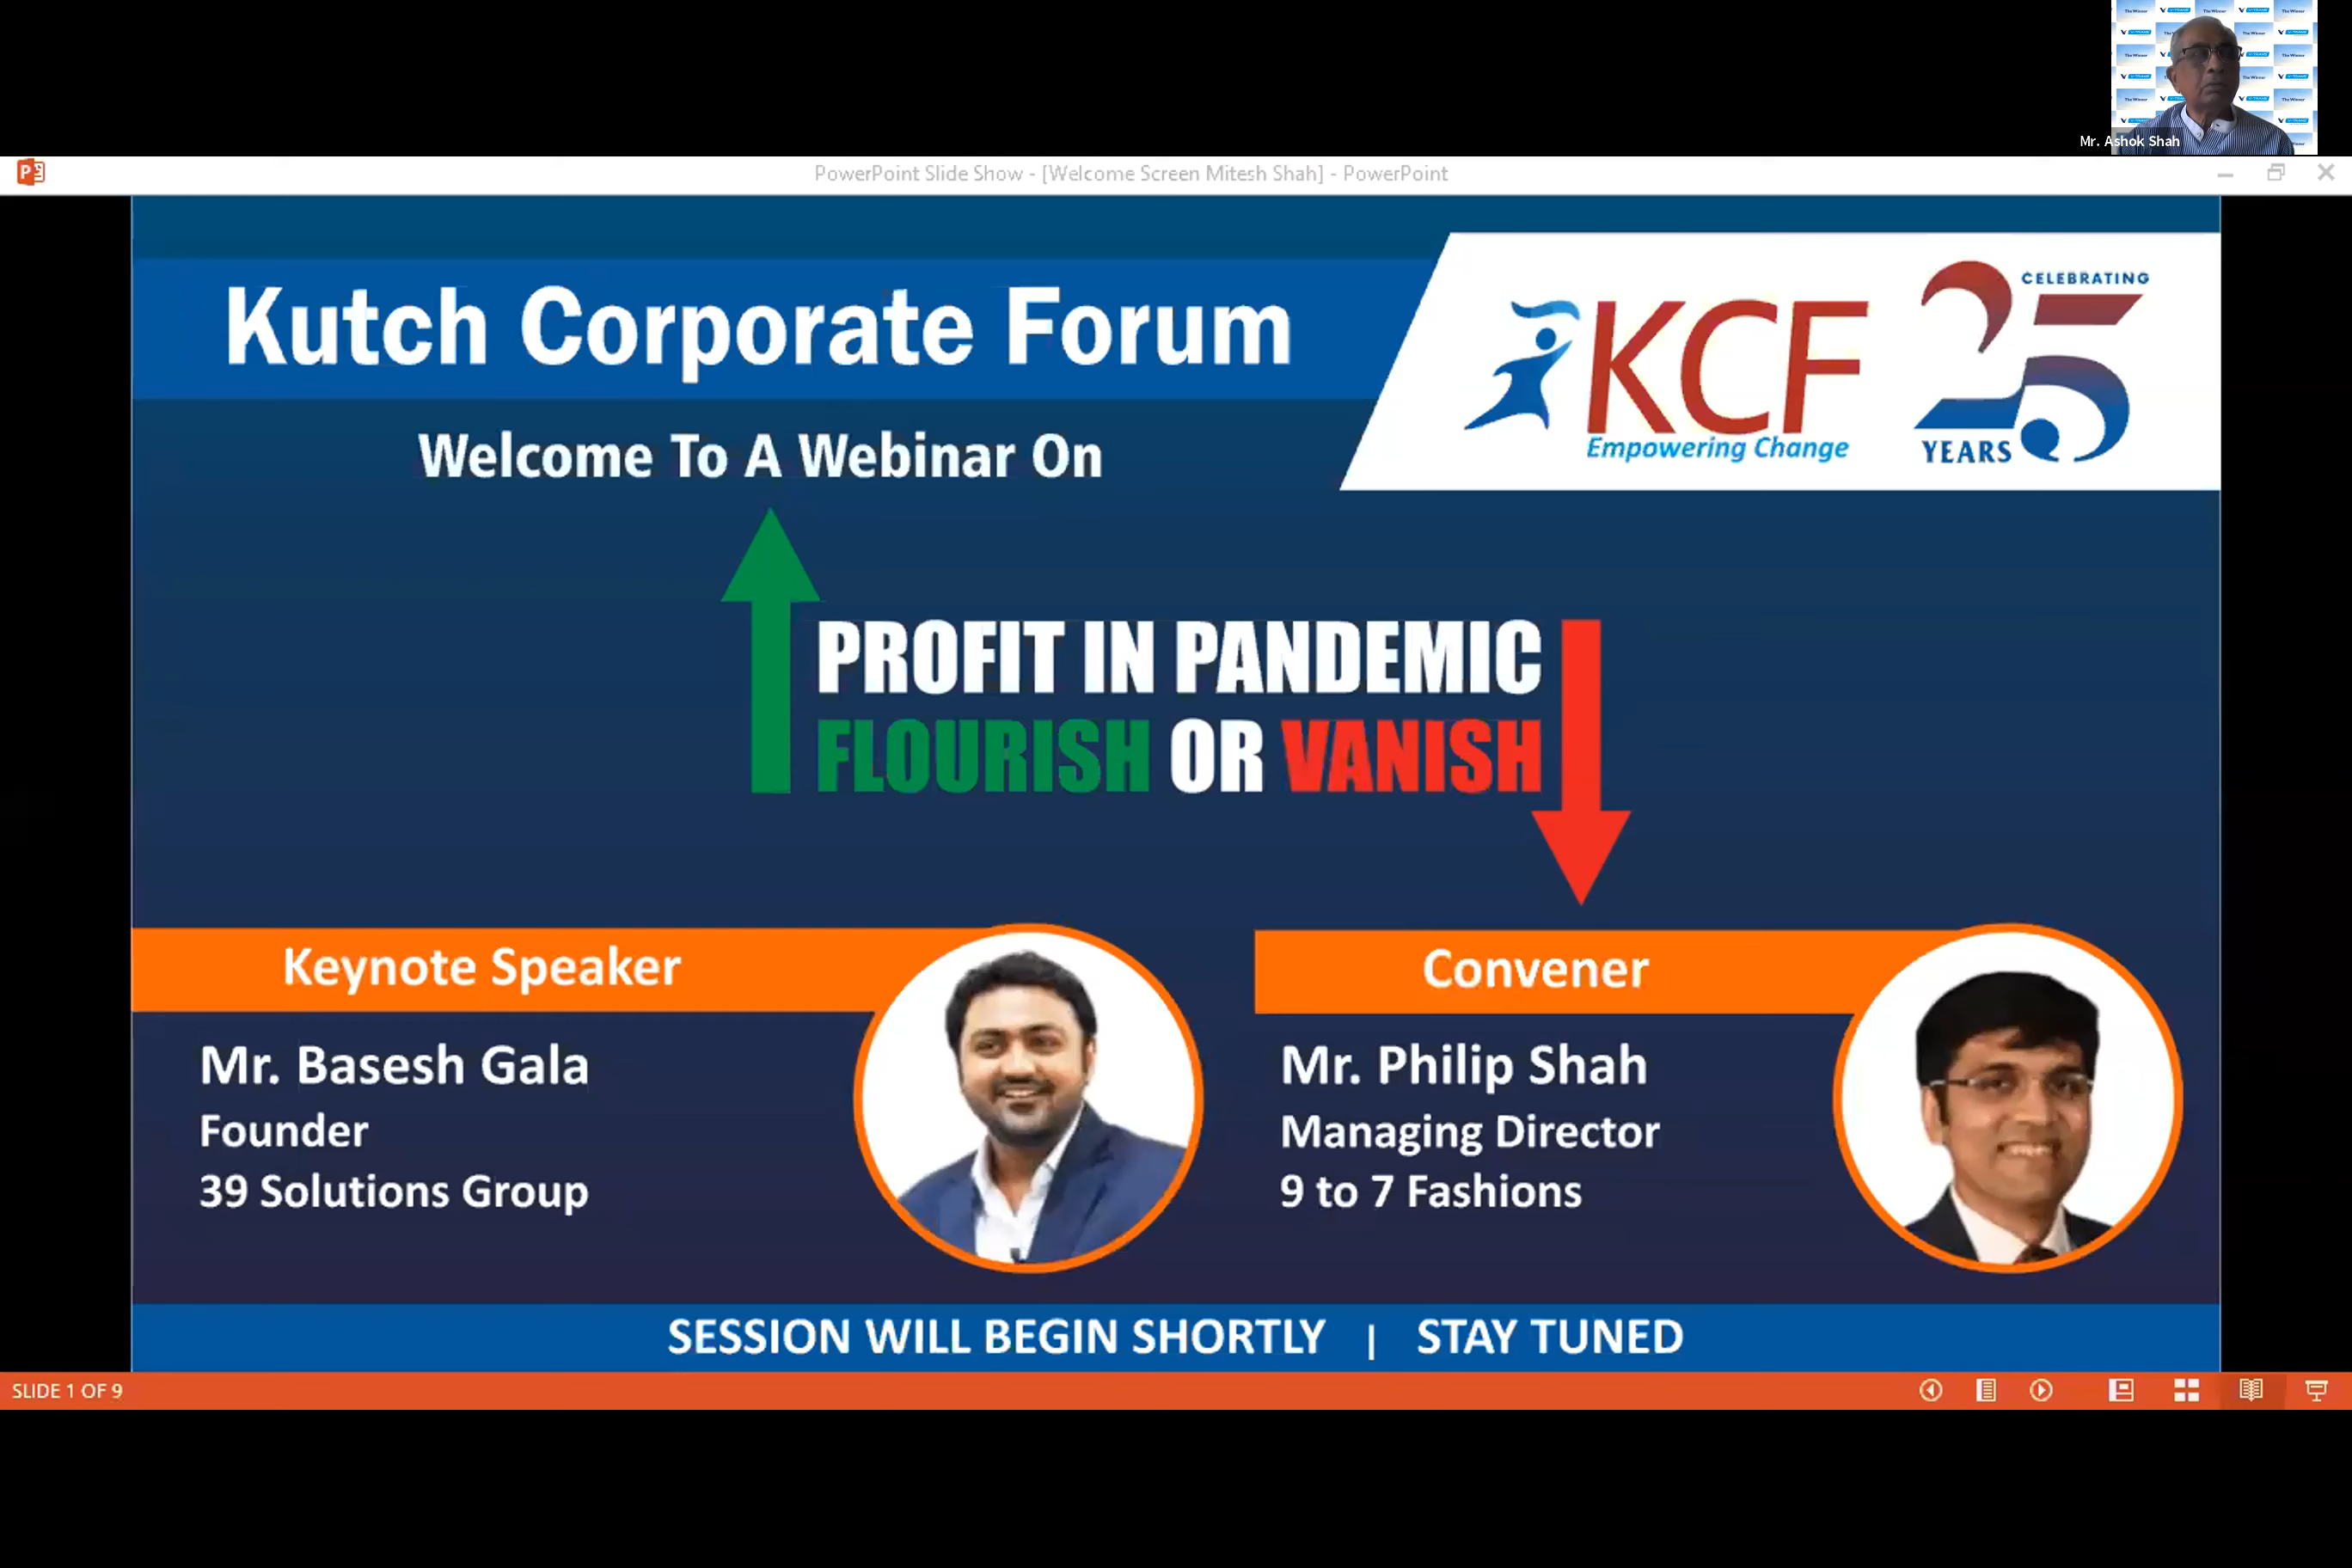 Mr. Ashok Shah
PowerPoint Slide Show - [Welcome Screen Mitesh Shah] - PowerPoint
Kutch Corporate Forum
Welcome To A Webinar On
KCF
Empowering Change
CELEBRATING
25
YEARS
PROFIT IN PANDEMIC
FLOURISH OR VANISH
Keynote Speaker
Mr. Basesh Gala
Founder
39 Solutions Group
Convener
Mr. Philip Shah
Managing Director
9 to 7 Fashions
SESSION WILL BEGIN SHORTLY | STAY TUNED
SLIDE 1 OF 9